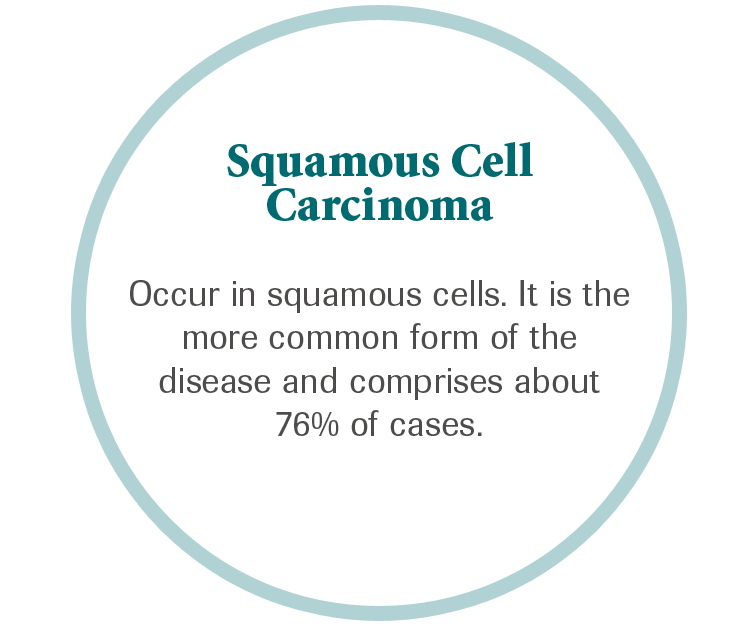 Squamous Cell
Carcinoma
Occur in squamous cells. It is the
more common form of the
disease and comprises about
76% of cases.